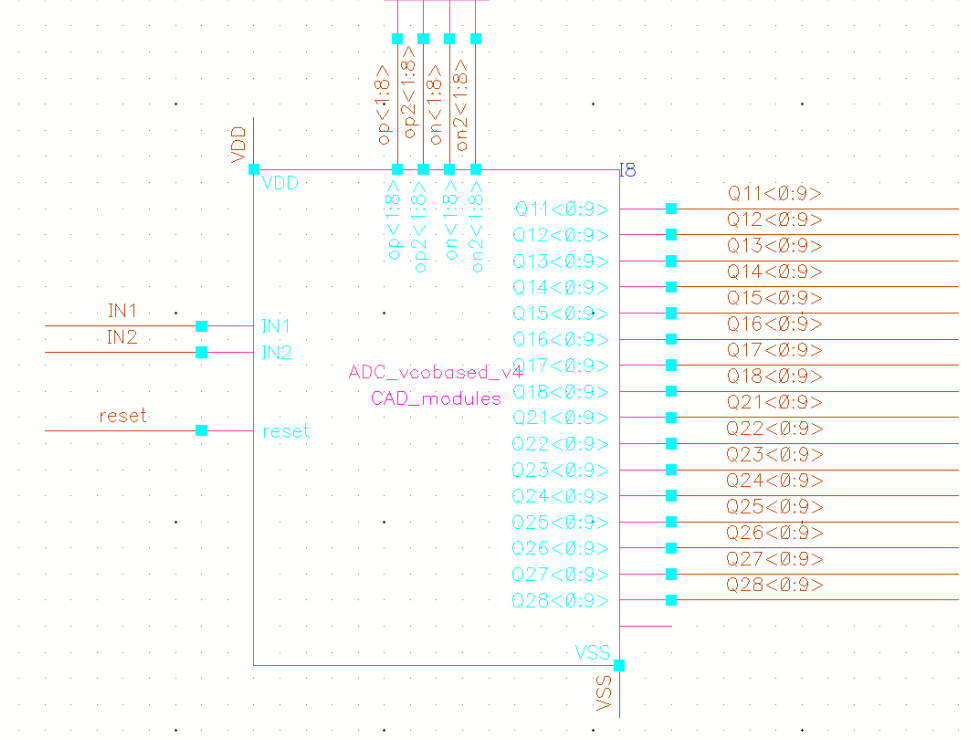 op<1:8>
op2<1:8>
on<1:8>
on2<1:8>
VDD
I8
VDD
op<1:8>
op2<1:8>
on<1:8>
on2<1:8>
Q11<0:9>
Q11<0:9>
Q12<0:9>
Q12<0:9>
Q13<0:9>
Q13<0:9>
Q14<0:9>
Q14<0:9>
Q15<0:9>
Q15<0:9>
IN1
IN1
Q16<0:9>
Q16<0:9>
IN2
IN2
Q17<0:9>
Q17<0:9>
ADC_vcobased_v4
Q18<0:9>
Q18<0:9>
CAD_modules
Q21<0:9>
Q21<0:9>
reset
reset
Q22<0:9>
Q22<0:9>
Q23<0:9>
Q23<0:9>
Q24<0:9>
Q24<0:9>
Q25<0:9>
Q25<0:9>
Q26<0:9>
Q26<0:9>
Q27<0:9>
Q27<0:9>
Q28<0:9>
Q28<0:9>
VSS
VSS